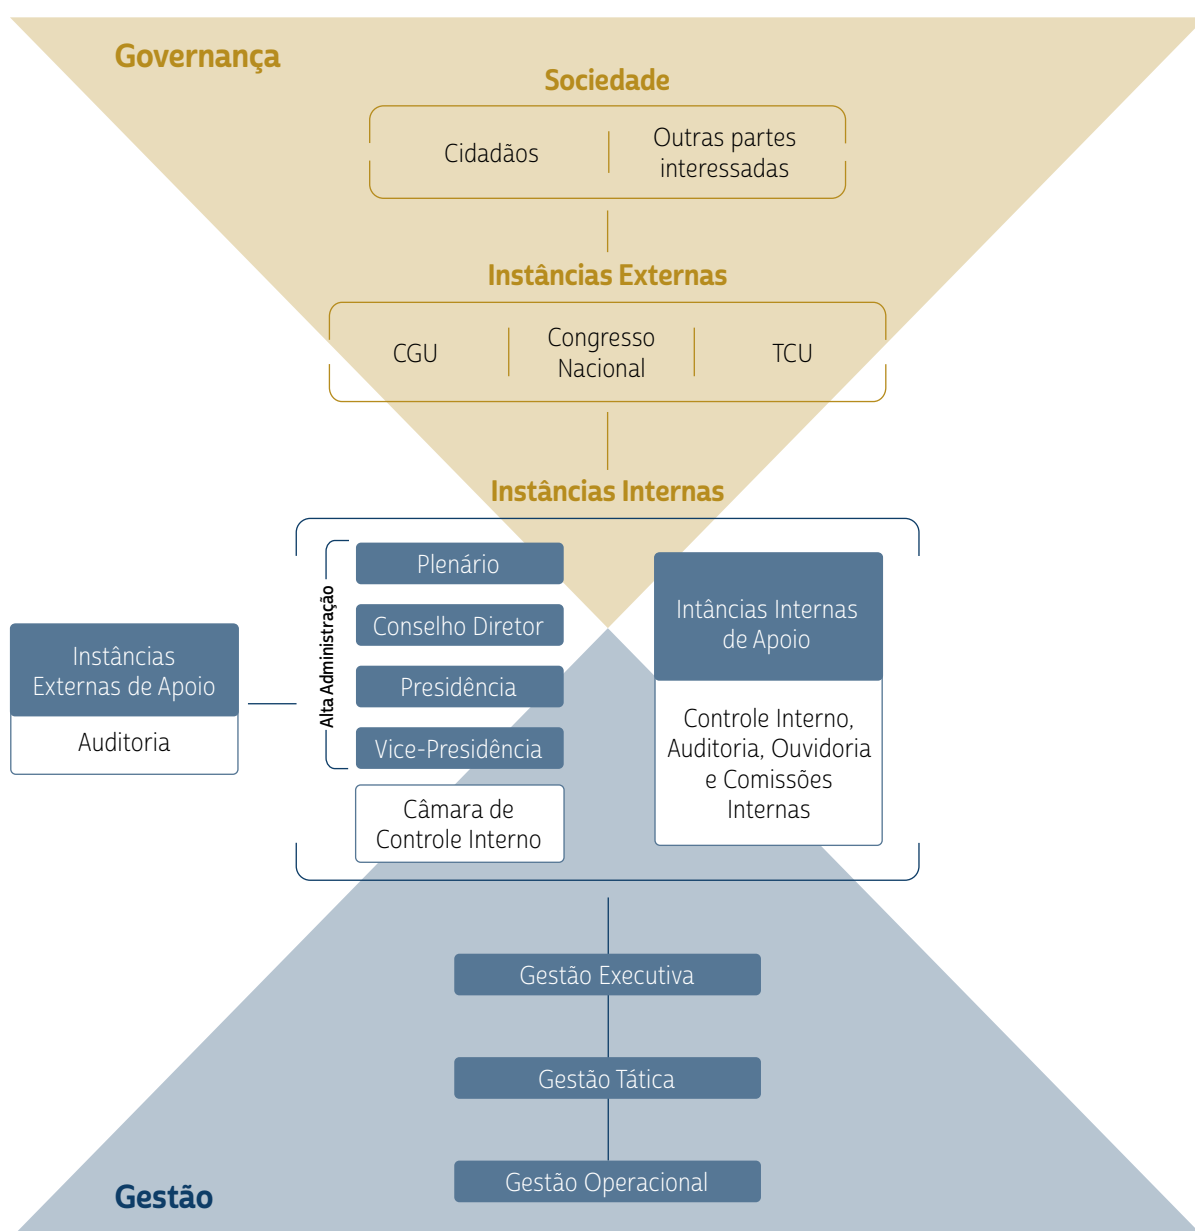 Governança
Sociedade
Cidadãos
Outras partes
interessadas
Instâncias Externas
CGU
Congresso
Nacional
TCU
Instâncias Internas
Alta Administração
Plenário
Conselho Diretor
Presidência
Vice-Presidência
Câmara de
Controle Interno
Intâncias Internas
de Apoio
Controle Interno,
Auditoria, Ouvidoria
e Comissões
Internas
Instâncias
Externas de Apoio
Auditoria
Gestão Executiva
Gestão Tática
Gestão Operacional
Gestão